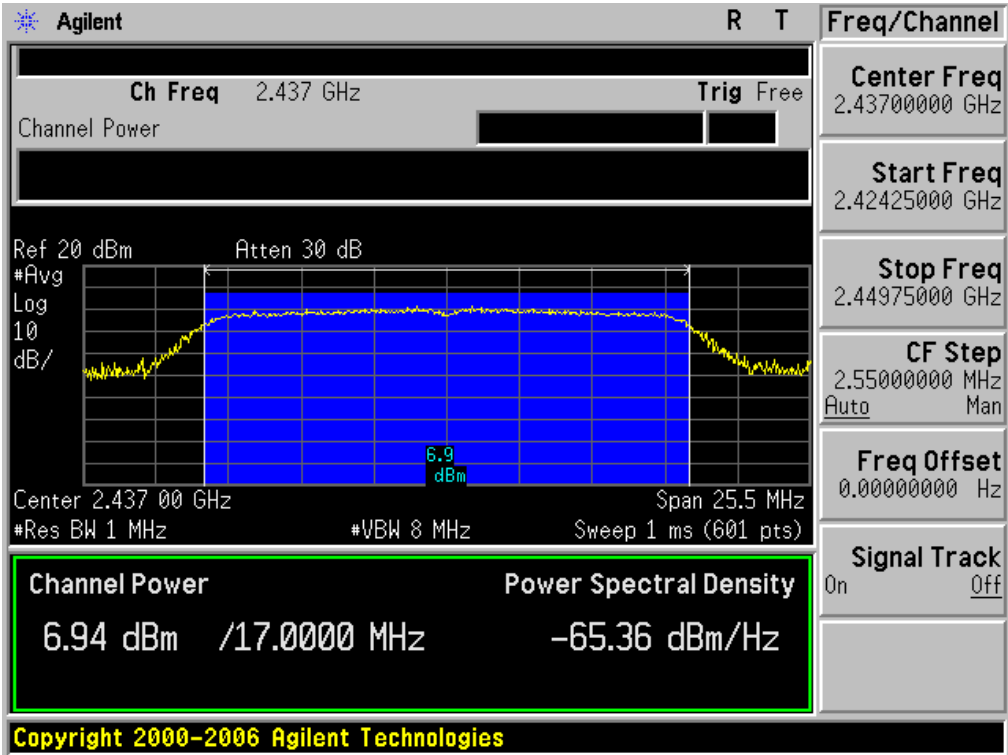 Agilent R T
Ch Freq 2.437 GHz Trig Free
Channel Power
Ref 20 dBm Atten 30 dB
#Avg
Log
10
dB/
6.9
dBm
Center 2.437 00 GHz Span 25.5 MHz
#Res BW 1 MHz #VBW 8 MHz Sweep 1 ms (601 pts)
Channel Power Power Spectral Density
6.94 dBm /17.0000 MHz -65.36 dBm/Hz
Copyright 2000-2006 Agilent Technologies
Freq/Channel
Center Freq
2.43700000 GHz
Start Freq
2.42425000 GHz
Stop Freq
2.44975000 GHz
CF Step
2.55000000 MHz
Auto Man
Freq Offset
0.00000000 Hz
Signal Track
On Off